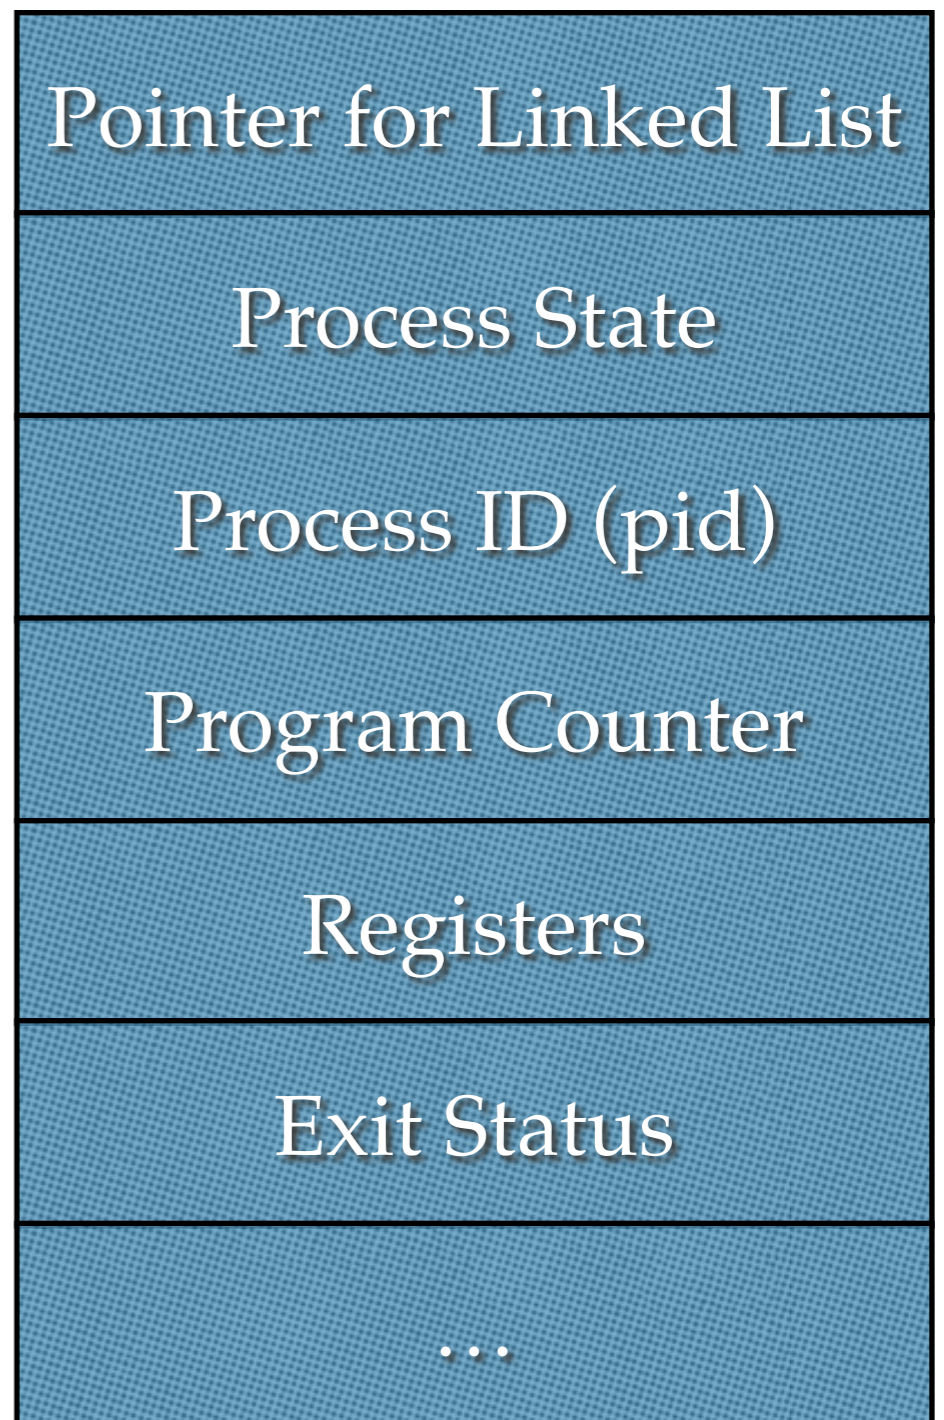 Pointer for Linked List
Process State
Process ID (pid)
Program Counter
Registers
Exit Status
…